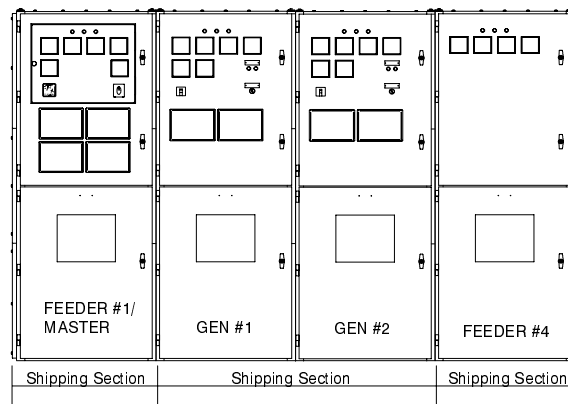 FEEDER #1/
MASTER
GEN #1
GEN #2
FEEDER #4
Shipping Section
Shipping Section
Shipping Section